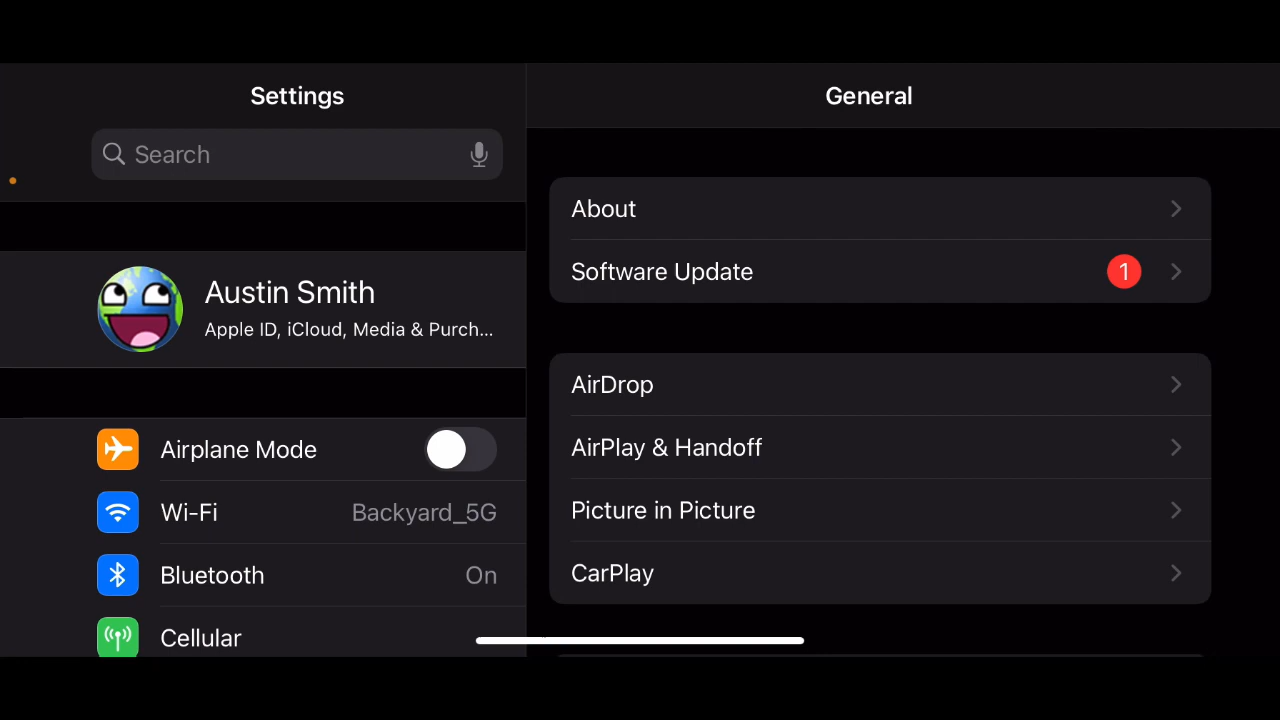 Settings
Search
Austin Smith
Apple ID, iCloud, Media & Purch...
Airplane Mode
Wi-Fi Backyard_5G
Bluetooth On
Cellular
General
About
Software Update 1
AirDrop
AirPlay & Handoff
Picture in Picture
CarPlay